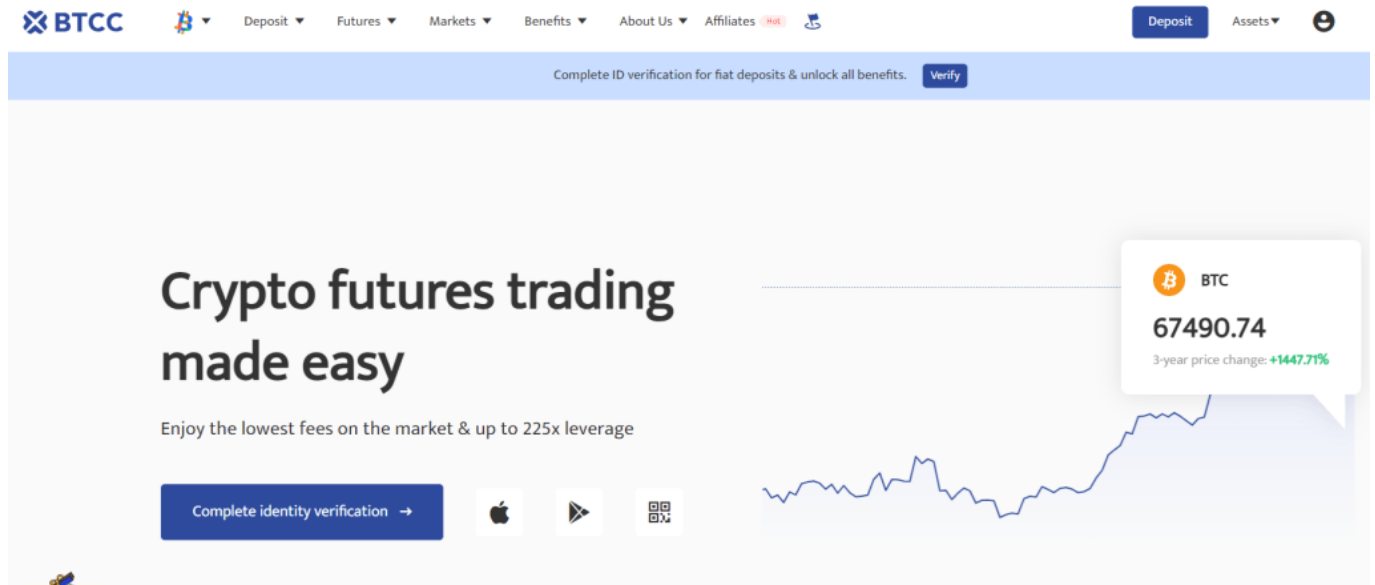 BTCC
Deposit ▼ Futures ▼ Markets ▼ Benefits ▼ About Us ▼ Affiliates Hot
Deposit Assets▼
Complete ID verification for fiat deposits & unlock all benefits. Verify
Crypto futures trading
made easy
Enjoy the lowest fees on the market & up to 225x leverage
Complete identity verification →
BTC
67490.74
3-year price change: +1447.71%